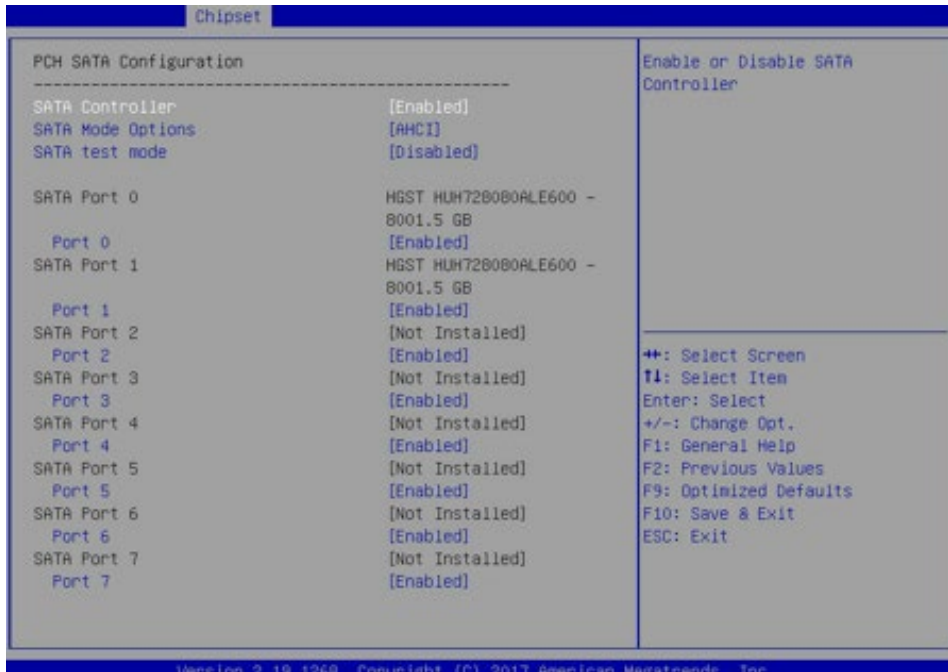 Chipset
PCH SATA Configuration
SATA Controller [Enabled]
SATA Mode Options [AHCI]
SATA test mode [Disabled]
SATA Port 0 HGST HUH728080ALE600 -
8001.5 GB
Port 0 [Enabled]
SATA Port 1 HGST HUH728080ALE600 -
8001.5 GB
Port 1 [Enabled]
SATA Port 2 [Not Installed]
Port 2 [Enabled]
SATA Port 3 [Not Installed]
Port 3 [Enabled]
SATA Port 4 [Not Installed]
Port 4 [Enabled]
SATA Port 5 [Not Installed]
Port 5 [Enabled]
SATA Port 6 [Not Installed]
Port 6 [Enabled]
SATA Port 7 [Not Installed]
Port 7 [Enabled]
Enable or Disable SATA
Controller
→←: Select Screen
↑↓: Select Item
Enter: Select
+/-: Change Opt.
F1: General Help
F2: Previous Values
F9: Optimized Defaults
F10: Save & Exit
ESC: Exit
Version 2.19.1268. Copyright (C) 2017 American Megatrends, Inc.